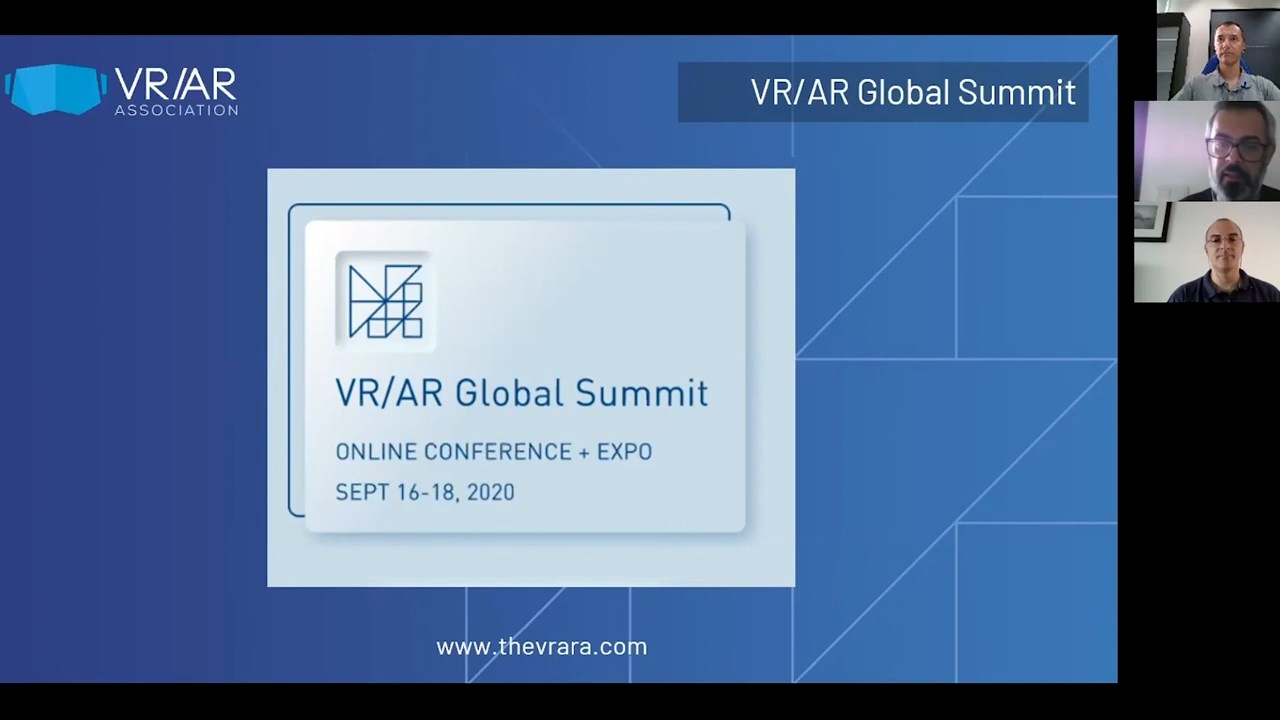 VR/AR
ASSOCIATION
VR/AR Global Summit
VR/AR Global Summit
ONLINE CONFERENCE + EXPO
SEPT 16-18, 2020
www.thevrara.com